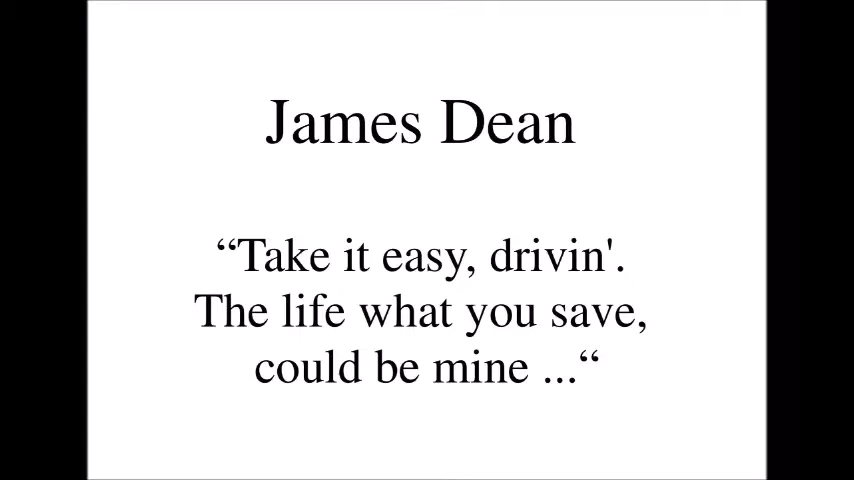 James Dean
“Take it easy, drivin'.
The life what you save,
could be mine ...“